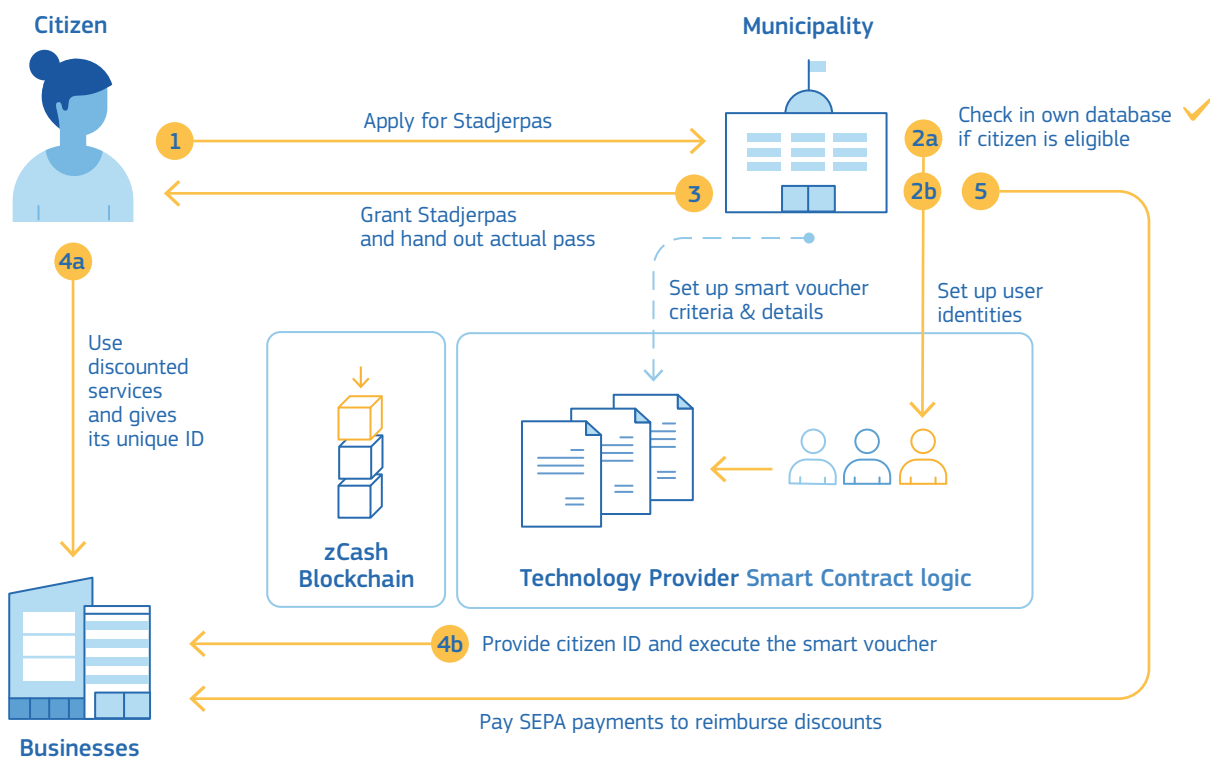 Citizen
Municipality
1
Apply for Stadjerpas
2a
Check in own database
if citizen is eligible
3
Grant Stadjerpas
and hand out actual pass
2b
5
4a
Set up smart voucher
criteria & details
Set up user
identities
Use
discounted
services
and gives
its unique ID
zCash
Blockchain
Technology Provider Smart Contract logic
4b
Provide citizen ID and execute the smart voucher
Pay SEPA payments to reimburse discounts
Businesses